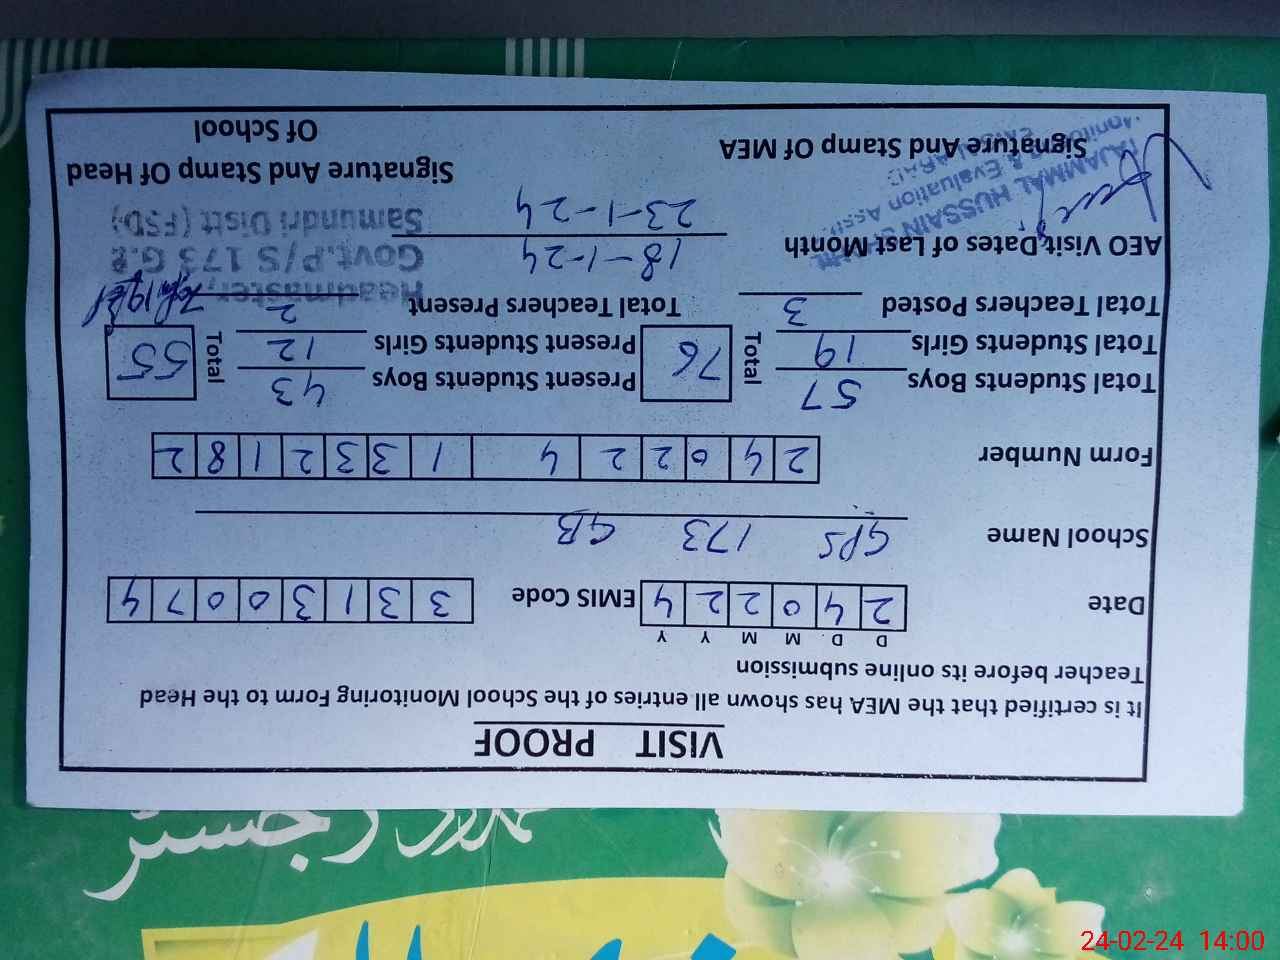 VISIT PROOF
It is certified that the MEA has shown all entries of the School Monitoring Form to the Head
Teacher before its online submission
D D M M Y Y
Date 2 4 0 2 2 4 EMIS Code 3 3 1 3 0 0 7 4
School Name GPS 173 GB
Form Number 2 4 0 2 2 4 1 3 3 2 1 8 2
Total Students Boys 57 Total 76 Present Students Boys 43 Total 55
Total Students Girls 19 Present Students Girls 12
Total Teachers Posted 3 Total Teachers Present 2
Headmaster,
Govt.P/S 173 G.B
Samundri Distt (FSD)
AEO Visit Dates of Last Month 18-1-24
23-1-24
TAJAMMAL HUSSAIN
Monitoring & Evaluation Assistant
FAISALABAD
Signature And Stamp Of MEA Signature And Stamp Of Head
Of School
رجسٹر
24-02-24 14:00